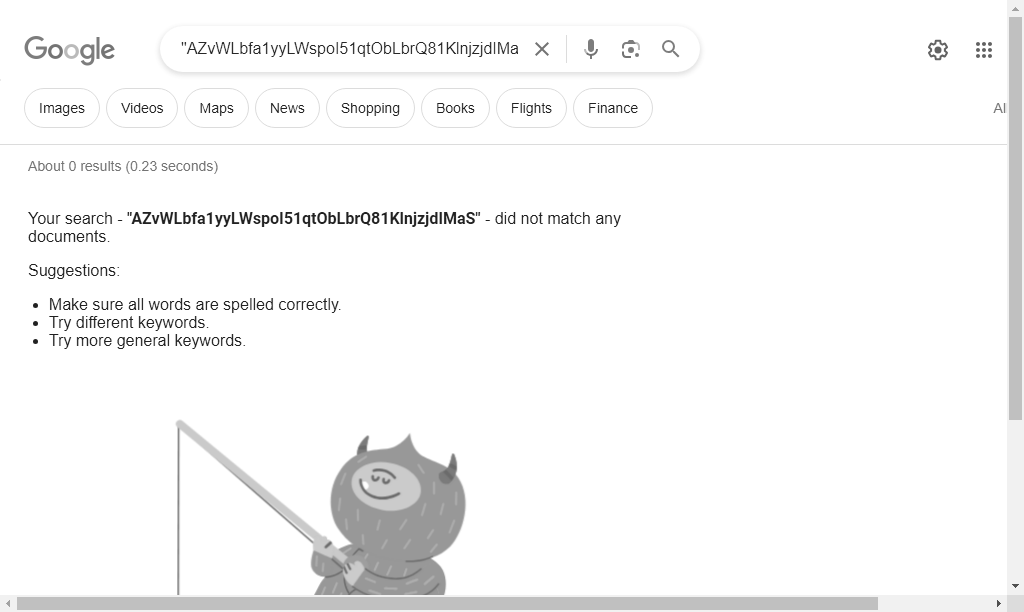 Google
"AZvWLbfa1yyLWspoI51qtObLbrQ81KlnjzjdIMa
Images Videos Maps News Shopping Books Flights Finance Al
About 0 results (0.23 seconds)
Your search - "AZvWLbfa1yyLWspoI51qtObLbrQ81KlnjzjdIMaS" - did not match any
documents.
Suggestions:
Make sure all words are spelled correctly.
Try different keywords.
Try more general keywords.